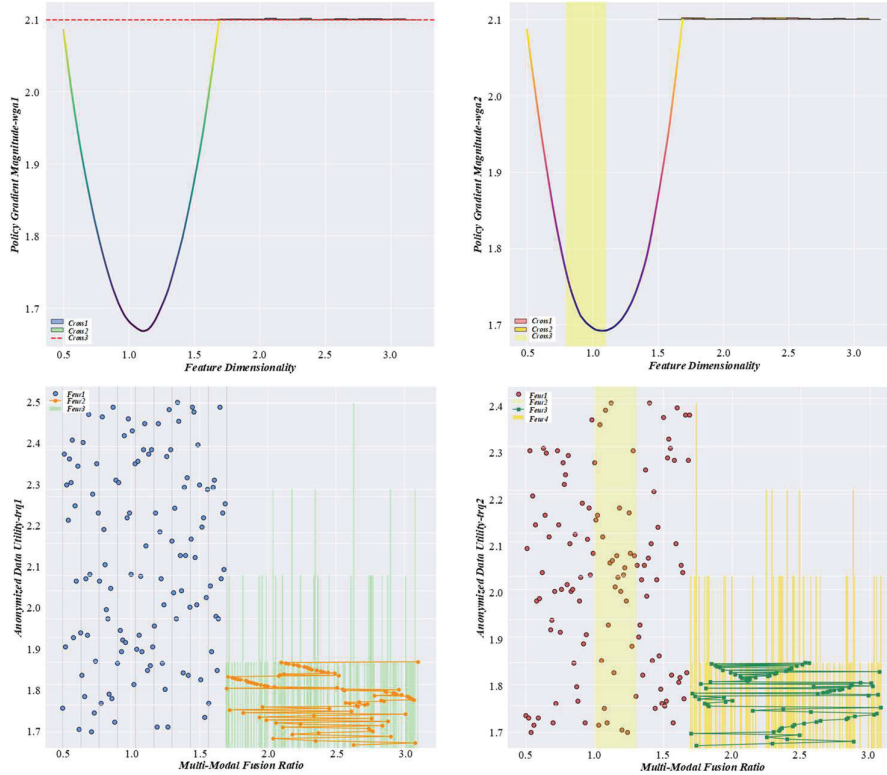 Policy Gradient Magnitude-wga1
2.1
2.0
1.9
1.8
1.7
Cross1
Cross2
Cross3
0.5 1.0 1.5 2.0 2.5 3.0
Feature Dimensionality
Policy Gradient Magnitude-wga2
2.1
2.0
1.9
1.8
1.7
Cross1
Cross2
Cross3
0.5 1.0 1.5 2.0 2.5 3.0
Feature Dimensionality
Anonymized Data Utility-trq1
2.5
2.4
2.3
2.2
2.1
2.0
1.9
1.8
1.7
Feur1
Feur2
Feur3
0.5 1.0 1.5 2.0 2.5 3.0
Multi-Modal Fusion Ratio
Anonymized Data Utility-trq2
2.4
2.3
2.2
2.1
2.0
1.9
1.8
1.7
Feur1
Feur2
Feur3
Feur4
0.5 1.0 1.5 2.0 2.5 3.0
Multi-Modal Fusion Ratio